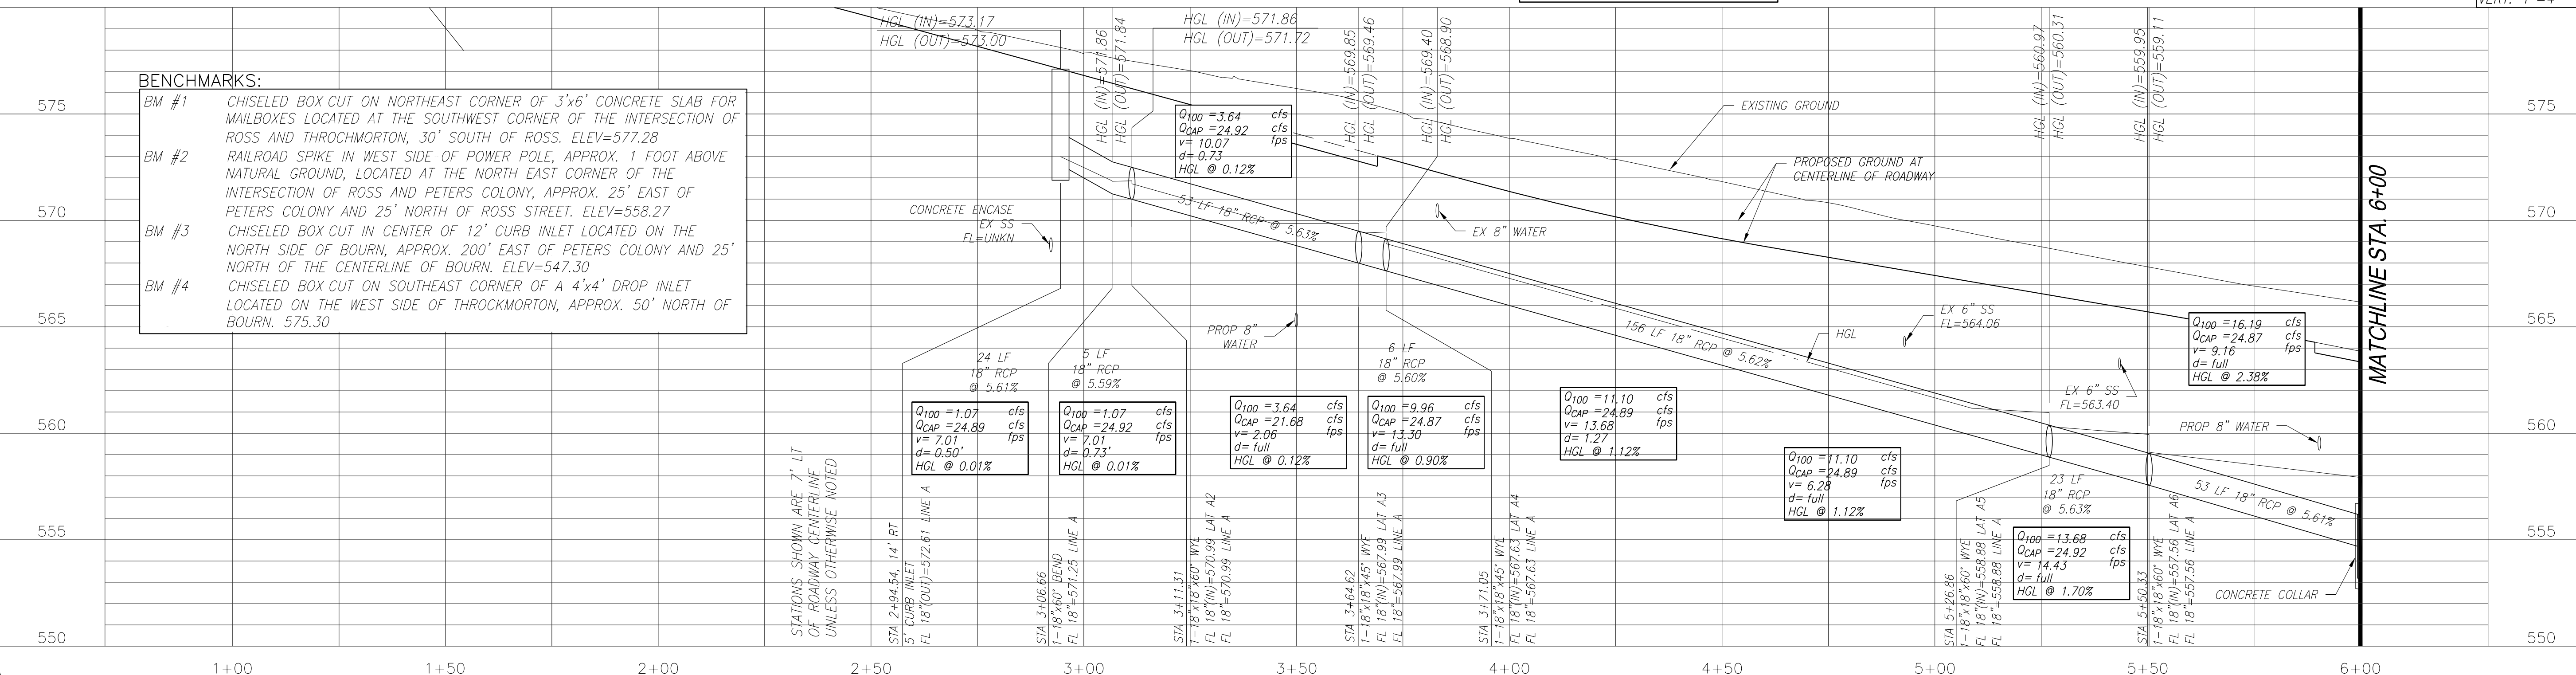 VERT. 1"=4'
HGL (IN)=573.17
HGL (OUT)=573.00
HGL (IN)=571.86
HGL (OUT)=571.84
HGL (IN)=571.86
HGL (OUT)=571.72
HGL (IN)=569.85
HGL (OUT)=569.46
HGL (IN)=569.40
HGL (OUT)=568.90
HGL (IN)=560.97
HGL (OUT)=560.31
HGL (IN)=559.95
HGL (OUT)=559.11
BENCHMARKS:
BM #1 CHISELED BOX CUT ON NORTHEAST CORNER OF 3'x6' CONCRETE SLAB FOR
MAILBOXES LOCATED AT THE SOUTHWEST CORNER OF THE INTERSECTION OF
ROSS AND THROCHMORTON, 30' SOUTH OF ROSS. ELEV=577.28
BM #2 RAILROAD SPIKE IN WEST SIDE OF POWER POLE, APPROX. 1 FOOT ABOVE
NATURAL GROUND, LOCATED AT THE NORTH EAST CORNER OF THE
INTERSECTION OF ROSS AND PETERS COLONY, APPROX. 25' EAST OF
PETERS COLONY AND 25' NORTH OF ROSS STREET. ELEV=558.27
BM #3 CHISELED BOX CUT IN CENTER OF 12' CURB INLET LOCATED ON THE
NORTH SIDE OF BOURN, APPROX. 200' EAST OF PETERS COLONY AND 25'
NORTH OF THE CENTERLINE OF BOURN. ELEV=547.30
BM #4 CHISELED BOX CUT ON SOUTHEAST CORNER OF A 4'x4' DROP INLET
LOCATED ON THE WEST SIDE OF THROCKMORTON, APPROX. 50' NORTH OF
BOURN. 575.30
575
570
565
560
555
550
575
570
565
560
555
550
Q100 =3.64 cfs
QCAP =24.92 cfs
v= 10.07 fps
d= 0.73
HGL @ 0.12%
EXISTING GROUND
PROPOSED GROUND AT
CENTERLINE OF ROADWAY
CONCRETE ENCASE
EX SS
FL=UNKN
53 LF 18" RCP @ 5.63%
EX 8" WATER
PROP 8"
WATER
156 LF 18" RCP @ 5.62%
HGL
EX 6" SS
FL=564.06
EX 6" SS
FL=563.40
Q100 =16.19 cfs
QCAP =24.87 cfs
v= 9.16 fps
d= full
HGL @ 2.38%
MATCHLINE STA. 6+00
24 LF
18" RCP
@ 5.61%
5 LF
18" RCP
@ 5.59%
6 LF
18" RCP
@ 5.60%
Q100 =1.07 cfs
QCAP =24.89 cfs
v= 7.01 fps
d= 0.50'
HGL @ 0.01%
Q100 =1.07 cfs
QCAP =24.92 cfs
v= 7.01 fps
d= 0.73'
HGL @ 0.01%
Q100 =3.64 cfs
QCAP =21.68 cfs
v= 2.06 fps
d= full
HGL @ 0.12%
Q100 =9.96 cfs
QCAP =24.87 cfs
v= 13.30 fps
d= full
HGL @ 0.90%
Q100 =11.10 cfs
QCAP =24.89 cfs
v= 13.68 fps
d= 1.27
HGL @ 1.12%
Q100 =11.10 cfs
QCAP =24.89 cfs
v= 6.28 fps
d= full
HGL @ 1.12%
PROP 8" WATER
23 LF
18" RCP
@ 5.63%
53 LF 18" RCP @ 5.61%
Q100 =13.68 cfs
QCAP =24.92 cfs
v= 14.43 fps
d= full
HGL @ 1.70%
CONCRETE COLLAR
STATIONS SHOWN ARE 7' LT
OF ROADWAY CENTERLINE
UNLESS OTHERWISE NOTED
STA 2+94.54, 14' RT
5' CURB INLET
FL 18"(OUT)=572.61 LINE A
STA 3+06.66
1-18"x60° BEND
FL 18"=571.25 LINE A
STA 3+11.31
1-18"x18"x60° WYE
FL 18"(IN)=570.99 LAT A2
FL 18"=570.99 LINE A
STA 3+64.62
1-18"x18"x45° WYE
FL 18"(IN)=567.99 LAT A3
FL 18"=567.99 LINE A
STA 3+71.05
1-18"x18"x45° WYE
FL 18"(IN)=567.63 LAT A4
FL 18"=567.63 LINE A
STA 5+26.86
1-18"x18"x60° WYE
FL 18"(IN)=558.88 LAT A5
FL 18"=558.88 LINE A
STA 5+50.33
1-18"x18"x60° WYE
FL 18"(IN)=557.56 LAT A6
FL 18"=557.56 LINE A
1+00 1+50 2+00 2+50 3+00 3+50 4+00 4+50 5+00 5+50 6+00